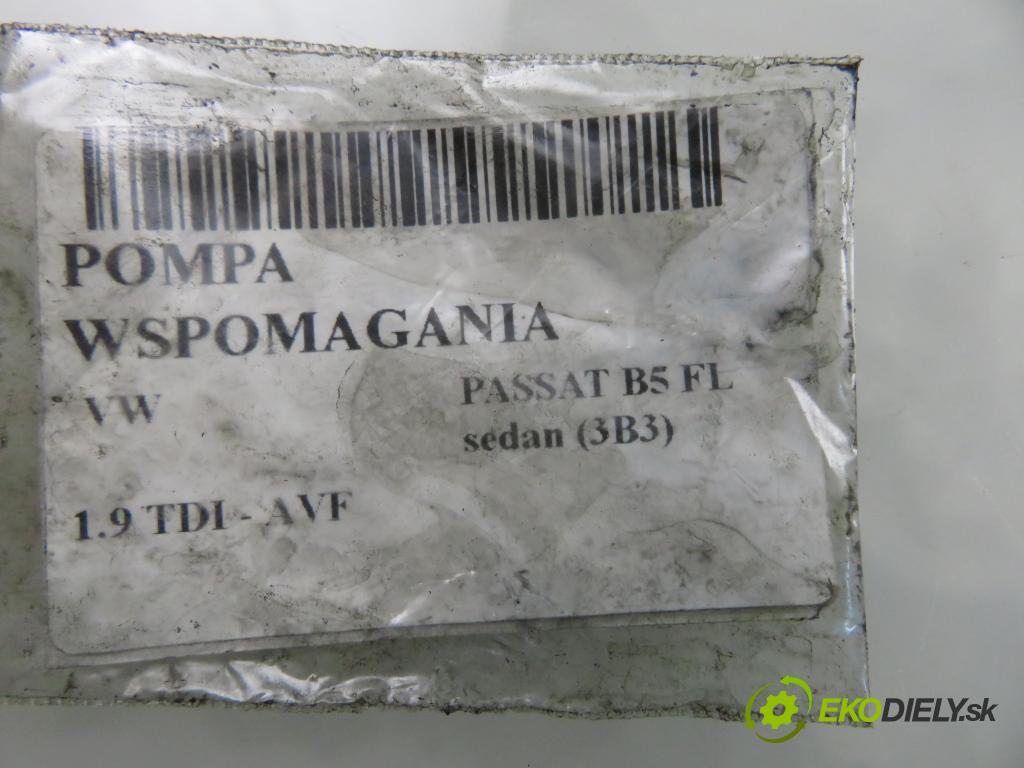 POMPA
WSPOMAGANIA
VW
PASSAT B5 FL
sedan (3B3)
1.9 TDI - AVF
EKODIELY.sk